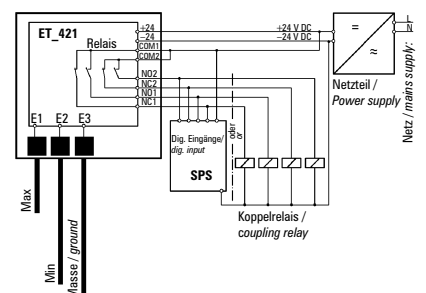 ET_421
Relais
+24
−24
COM1
COM2
NO2
NC2
NO1
NC1
E1 E2 E3
+24 V DC
−24 V DC
=
≈
L
N
Netz / mains supply:
Netzteil /
Power supply
Dig. Eingänge/
dig. input
SPS
oder
or
Koppelrelais /
coupling relay
Max
Min
Masse / ground